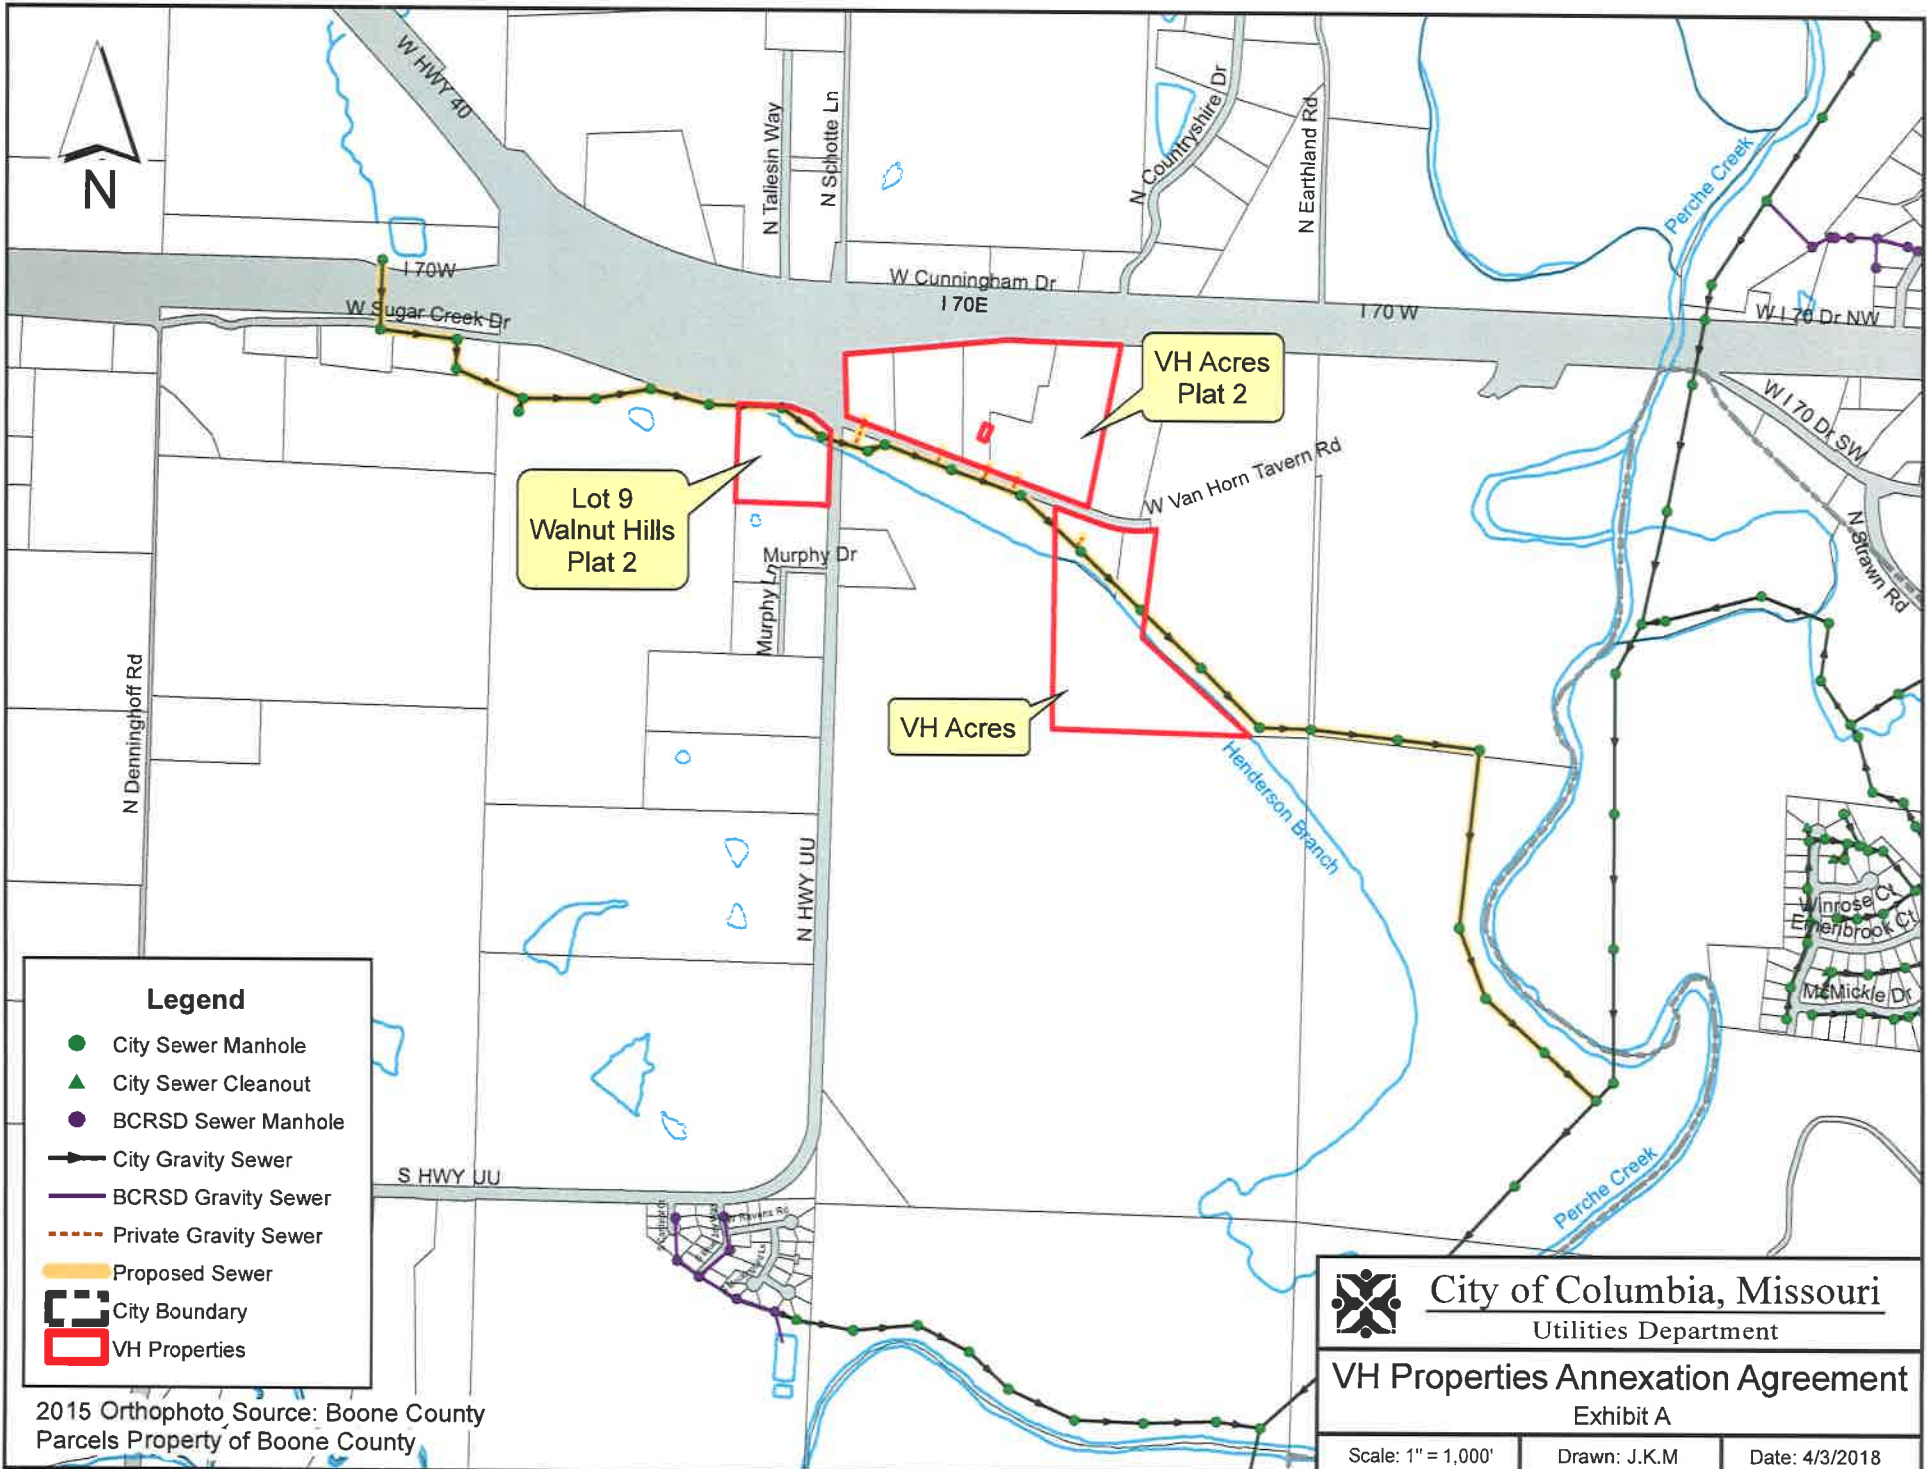 W HWY 40
N
N Taliesin Way
N Schotte Ln
N Countryshire Dr
N Earthland Rd
Perche Creek
I 70W
W Sugar Creek Dr
W Cunningham Dr
I 70E
I 70 W
W I 70 Dr NW
VH Acres
Plat 2
W I 70 Dr SW
W Van Horn Tavern Rd
Lot 9
Walnut Hills
Plat 2
N Strawn Rd
Murphy Dr
Murphy Ln
N Denninghoff Rd
VH Acres
Henderson Branch
N HWY UU
Winrose Ct
Emeribrook Ct
McMickle Dr
Legend
City Sewer Manhole
City Sewer Cleanout
BCRSD Sewer Manhole
City Gravity Sewer
BCRSD Gravity Sewer
Private Gravity Sewer
Proposed Sewer
City Boundary
VH Properties
S HWY UU
Ravens Rd
Perche Creek
City of Columbia, Missouri
Utilities Department
VH Properties Annexation Agreement
Exhibit A
Scale: 1" = 1,000'
Drawn: J.K.M
Date: 4/3/2018
2015 Orthophoto Source: Boone County
Parcels Property of Boone County